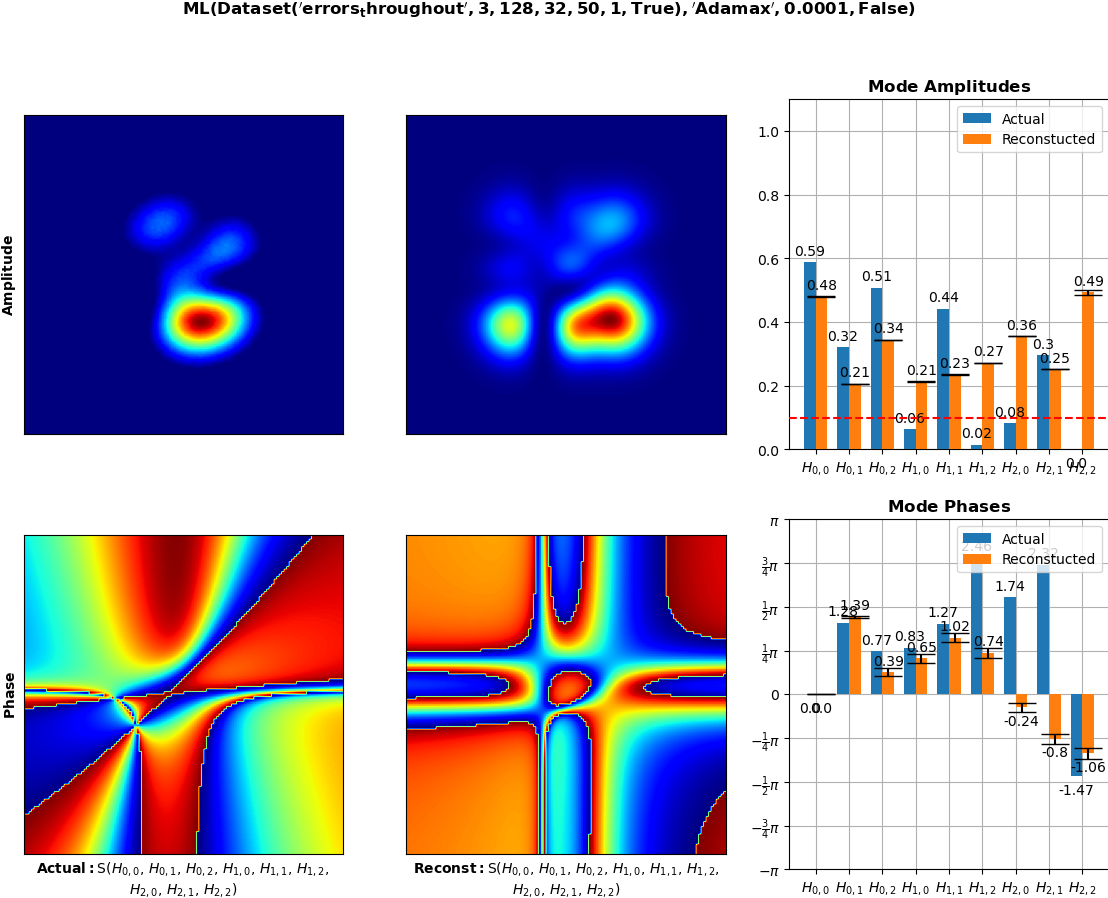 ML(Dataset('errors_throughout', 3, 128, 32, 50, 1, True), 'Adamax', 0.0001, False)
Amplitude
Mode Amplitudes
Actual
Reconstucted
1.0
0.8
0.6
0.4
0.2
0.0
0.59
0.48
0.32
0.21
0.51
0.34
0.06
0.21
0.44
0.23
0.02
0.27
0.08
0.36
0.3
0.25
0.0
0.49
H0,0 H0,1 H0,2 H1,0 H1,1 H1,2 H2,0 H2,1 H2,2
Phase
Actual: S(H0,0, H0,1, H0,2, H1,0, H1,1, H1,2,
H2,0, H2,1, H2,2)
Reconst: S(H0,0, H0,1, H0,2, H1,0, H1,1, H1,2,
H2,0, H2,1, H2,2)
Mode Phases
Actual
Reconstucted
π
3/4π
1/2π
1/4π
0
−1/4π
−1/2π
−3/4π
−π
0.0
0.0
1.28
1.39
0.77
0.39
0.83
0.65
1.27
1.02
2.46
0.74
1.74
-0.24
2.32
-0.8
-1.47
-1.06
H0,0 H0,1 H0,2 H1,0 H1,1 H1,2 H2,0 H2,1 H2,2